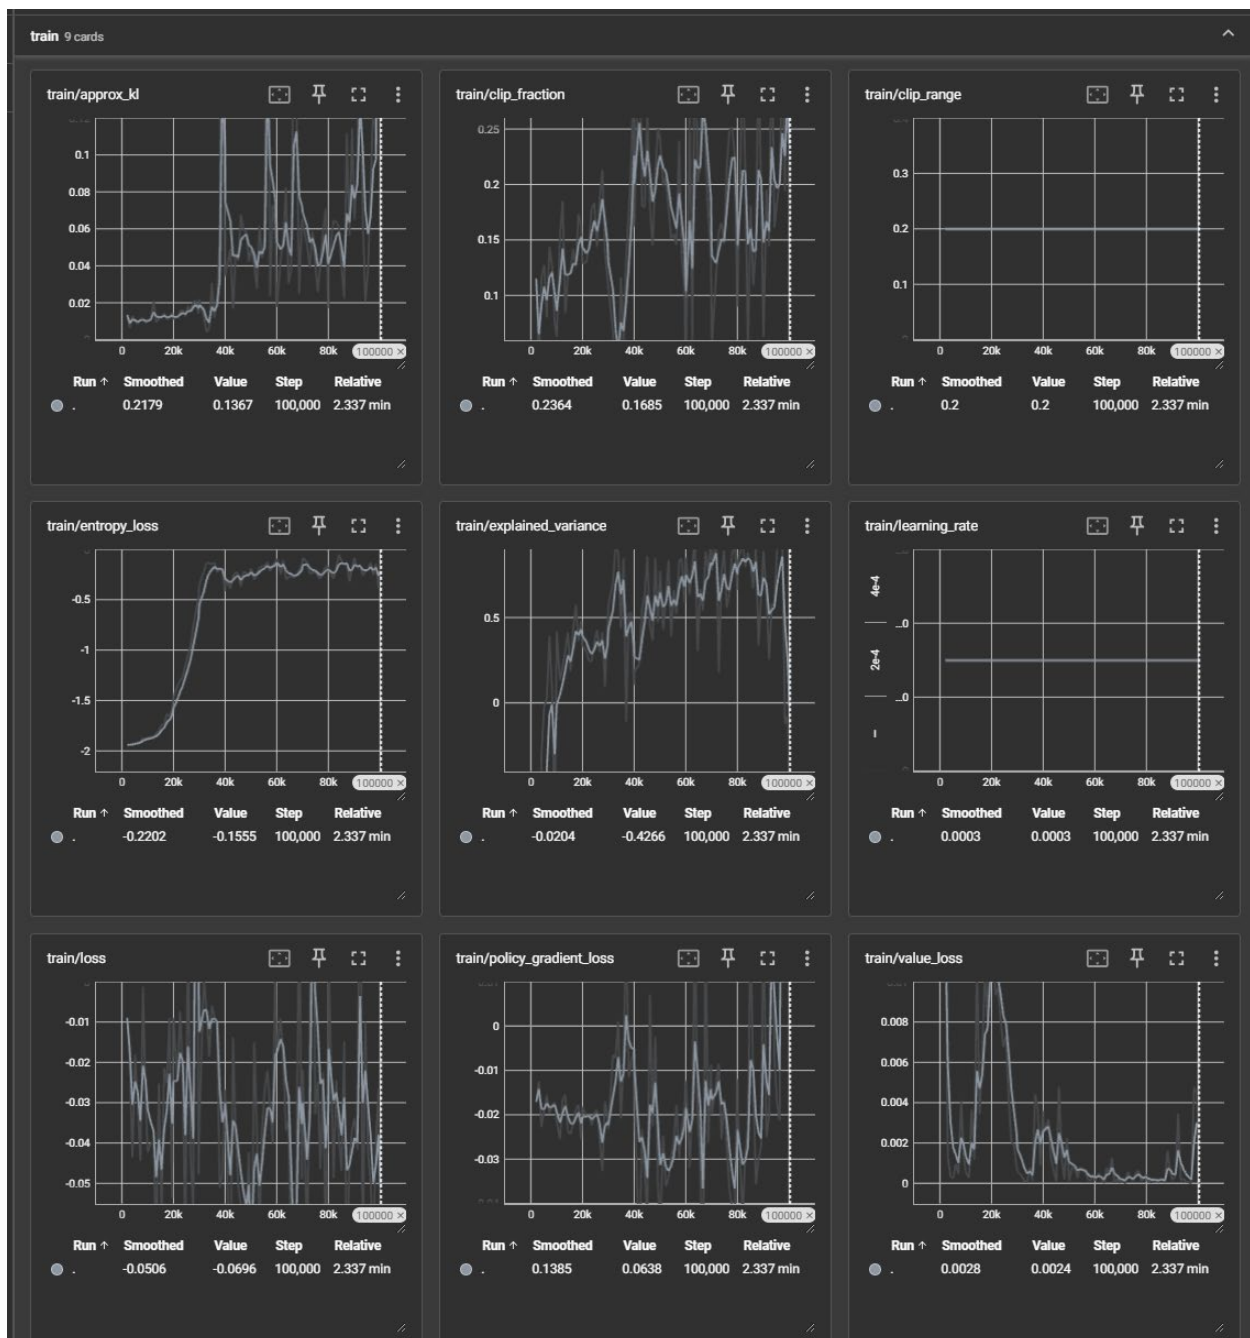 train 9 cards
train/approx_kl
train/clip_fraction
train/clip_range
0.1
0.08
0.06
0.04
0.02
0 20k 40k 60k 80k 100000 ×
0.25
0.2
0.15
0.1
0 20k 40k 60k 80k 100000 ×
0.3
0.2
0.1
0 20k 40k 60k 80k 100000 ×
Run ↑ Smoothed Value Step Relative
. 0.2179 0.1367 100,000 2.337 min
Run ↑ Smoothed Value Step Relative
. 0.2364 0.1685 100,000 2.337 min
Run ↑ Smoothed Value Step Relative
. 0.2 0.2 100,000 2.337 min
train/entropy_loss
train/explained_variance
train/learning_rate
-0.5
-1
-1.5
-2
0 20k 40k 60k 80k 100000 ×
0.5
0
0 20k 40k 60k 80k 100000 ×
4e-4
...0
2e-4
...0
0 20k 40k 60k 80k 100000 ×
Run ↑ Smoothed Value Step Relative
. -0.2202 -0.1555 100,000 2.337 min
Run ↑ Smoothed Value Step Relative
. -0.0204 -0.4266 100,000 2.337 min
Run ↑ Smoothed Value Step Relative
. 0.0003 0.0003 100,000 2.337 min
train/loss
train/policy_gradient_loss
train/value_loss
-0.01
-0.02
-0.03
-0.04
-0.05
0 20k 40k 60k 80k 100000 ×
0
-0.01
-0.02
-0.03
0 20k 40k 60k 80k 100000 ×
0.008
0.006
0.004
0.002
0
0 20k 40k 60k 80k 100000 ×
Run ↑ Smoothed Value Step Relative
. -0.0506 -0.0696 100,000 2.337 min
Run ↑ Smoothed Value Step Relative
. 0.1385 0.0638 100,000 2.337 min
Run ↑ Smoothed Value Step Relative
. 0.0028 0.0024 100,000 2.337 min